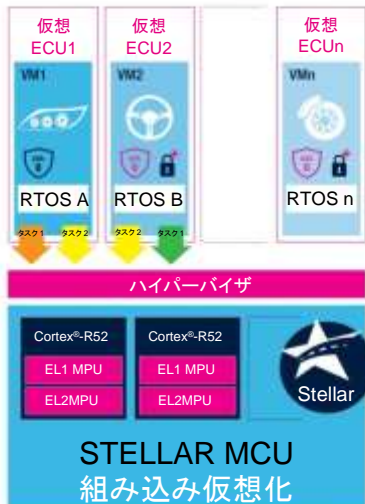 仮想
ECU1
仮想
ECU2
仮想
ECUn
VM1
VM2
VMn
RTOS A
RTOS B
RTOS n
タスク1
タスク2
タスク2
タスク1
ハイパーバイザ
Cortex®-R52
Cortex®-R52
EL1 MPU
EL1 MPU
EL2MPU
EL2MPU
Stellar
STELLAR MCU
組み込み仮想化